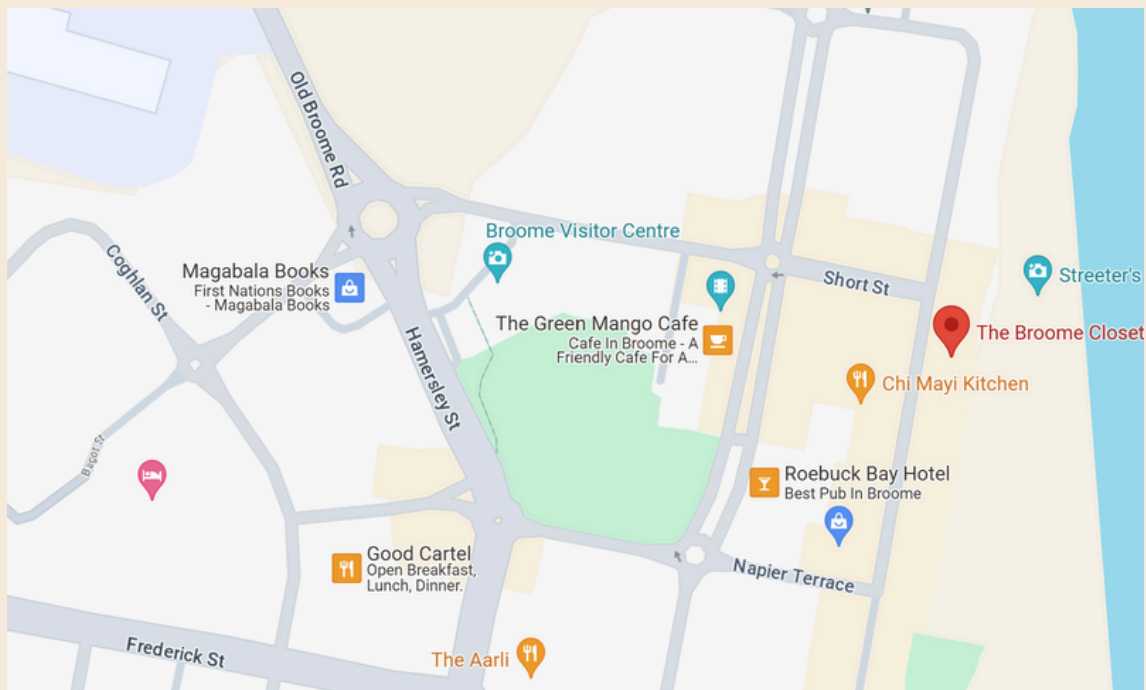 Old Broome Rd
Broome Visitor Centre
Coghlan St
Magabala Books
First Nations Books
- Magabala Books
Short St
Streeter's
The Green Mango Cafe
Cafe In Broome - A
Friendly Cafe For A...
The Broome Closet
Hamersley St
Chi Mayi Kitchen
Bagot St
Roebuck Bay Hotel
Best Pub In Broome
Good Cartel
Open Breakfast,
Lunch, Dinner.
Napier Terrace
Frederick St
The Aarli